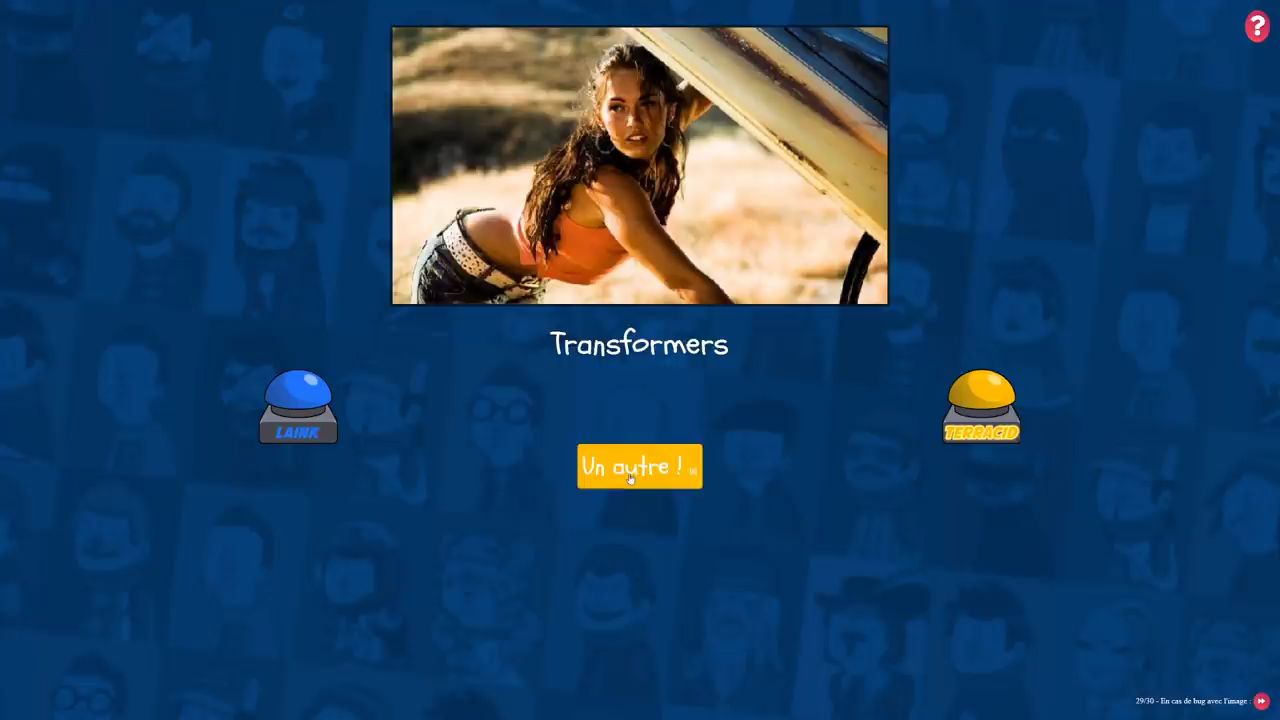 ?
Transformers
LAINK
TERRACID
Un autre !
29/30 - En cas de bug avec l'image :